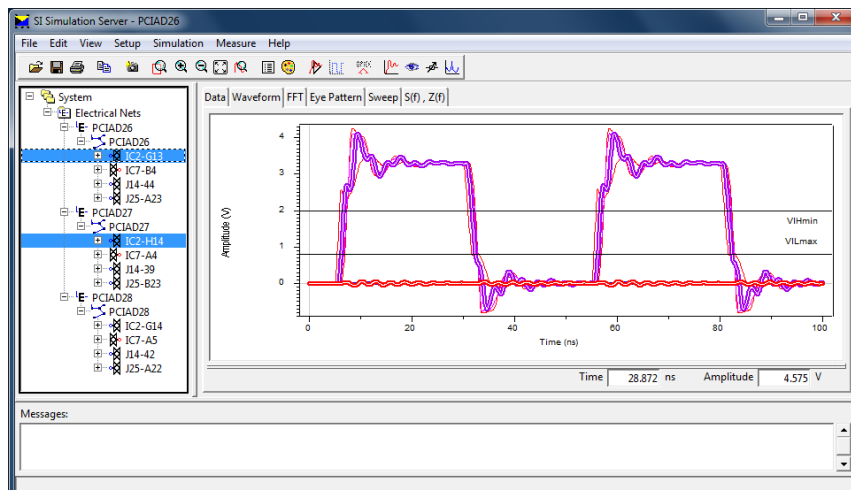 SI Simulation Server - PCIAD26
File Edit View Setup Simulation Measure Help
System
Electrical Nets
E PCIAD26
PCIAD26
IC2-G13
IC7-B4
J14-44
J25-A23
E PCIAD27
PCIAD27
IC2-H14
IC7-A4
J14-39
J25-B23
E PCIAD28
PCIAD28
IC2-G14
IC7-A5
J14-42
J25-A22
Data Waveform FFT Eye Pattern Sweep S(f) , Z(f)
Amplitude (V)
4
3
2
1
0
VIHmin
VILmax
0 20 40 60 80 100
Time (ns)
Time 28.872 ns Amplitude 4.575 V
Messages: